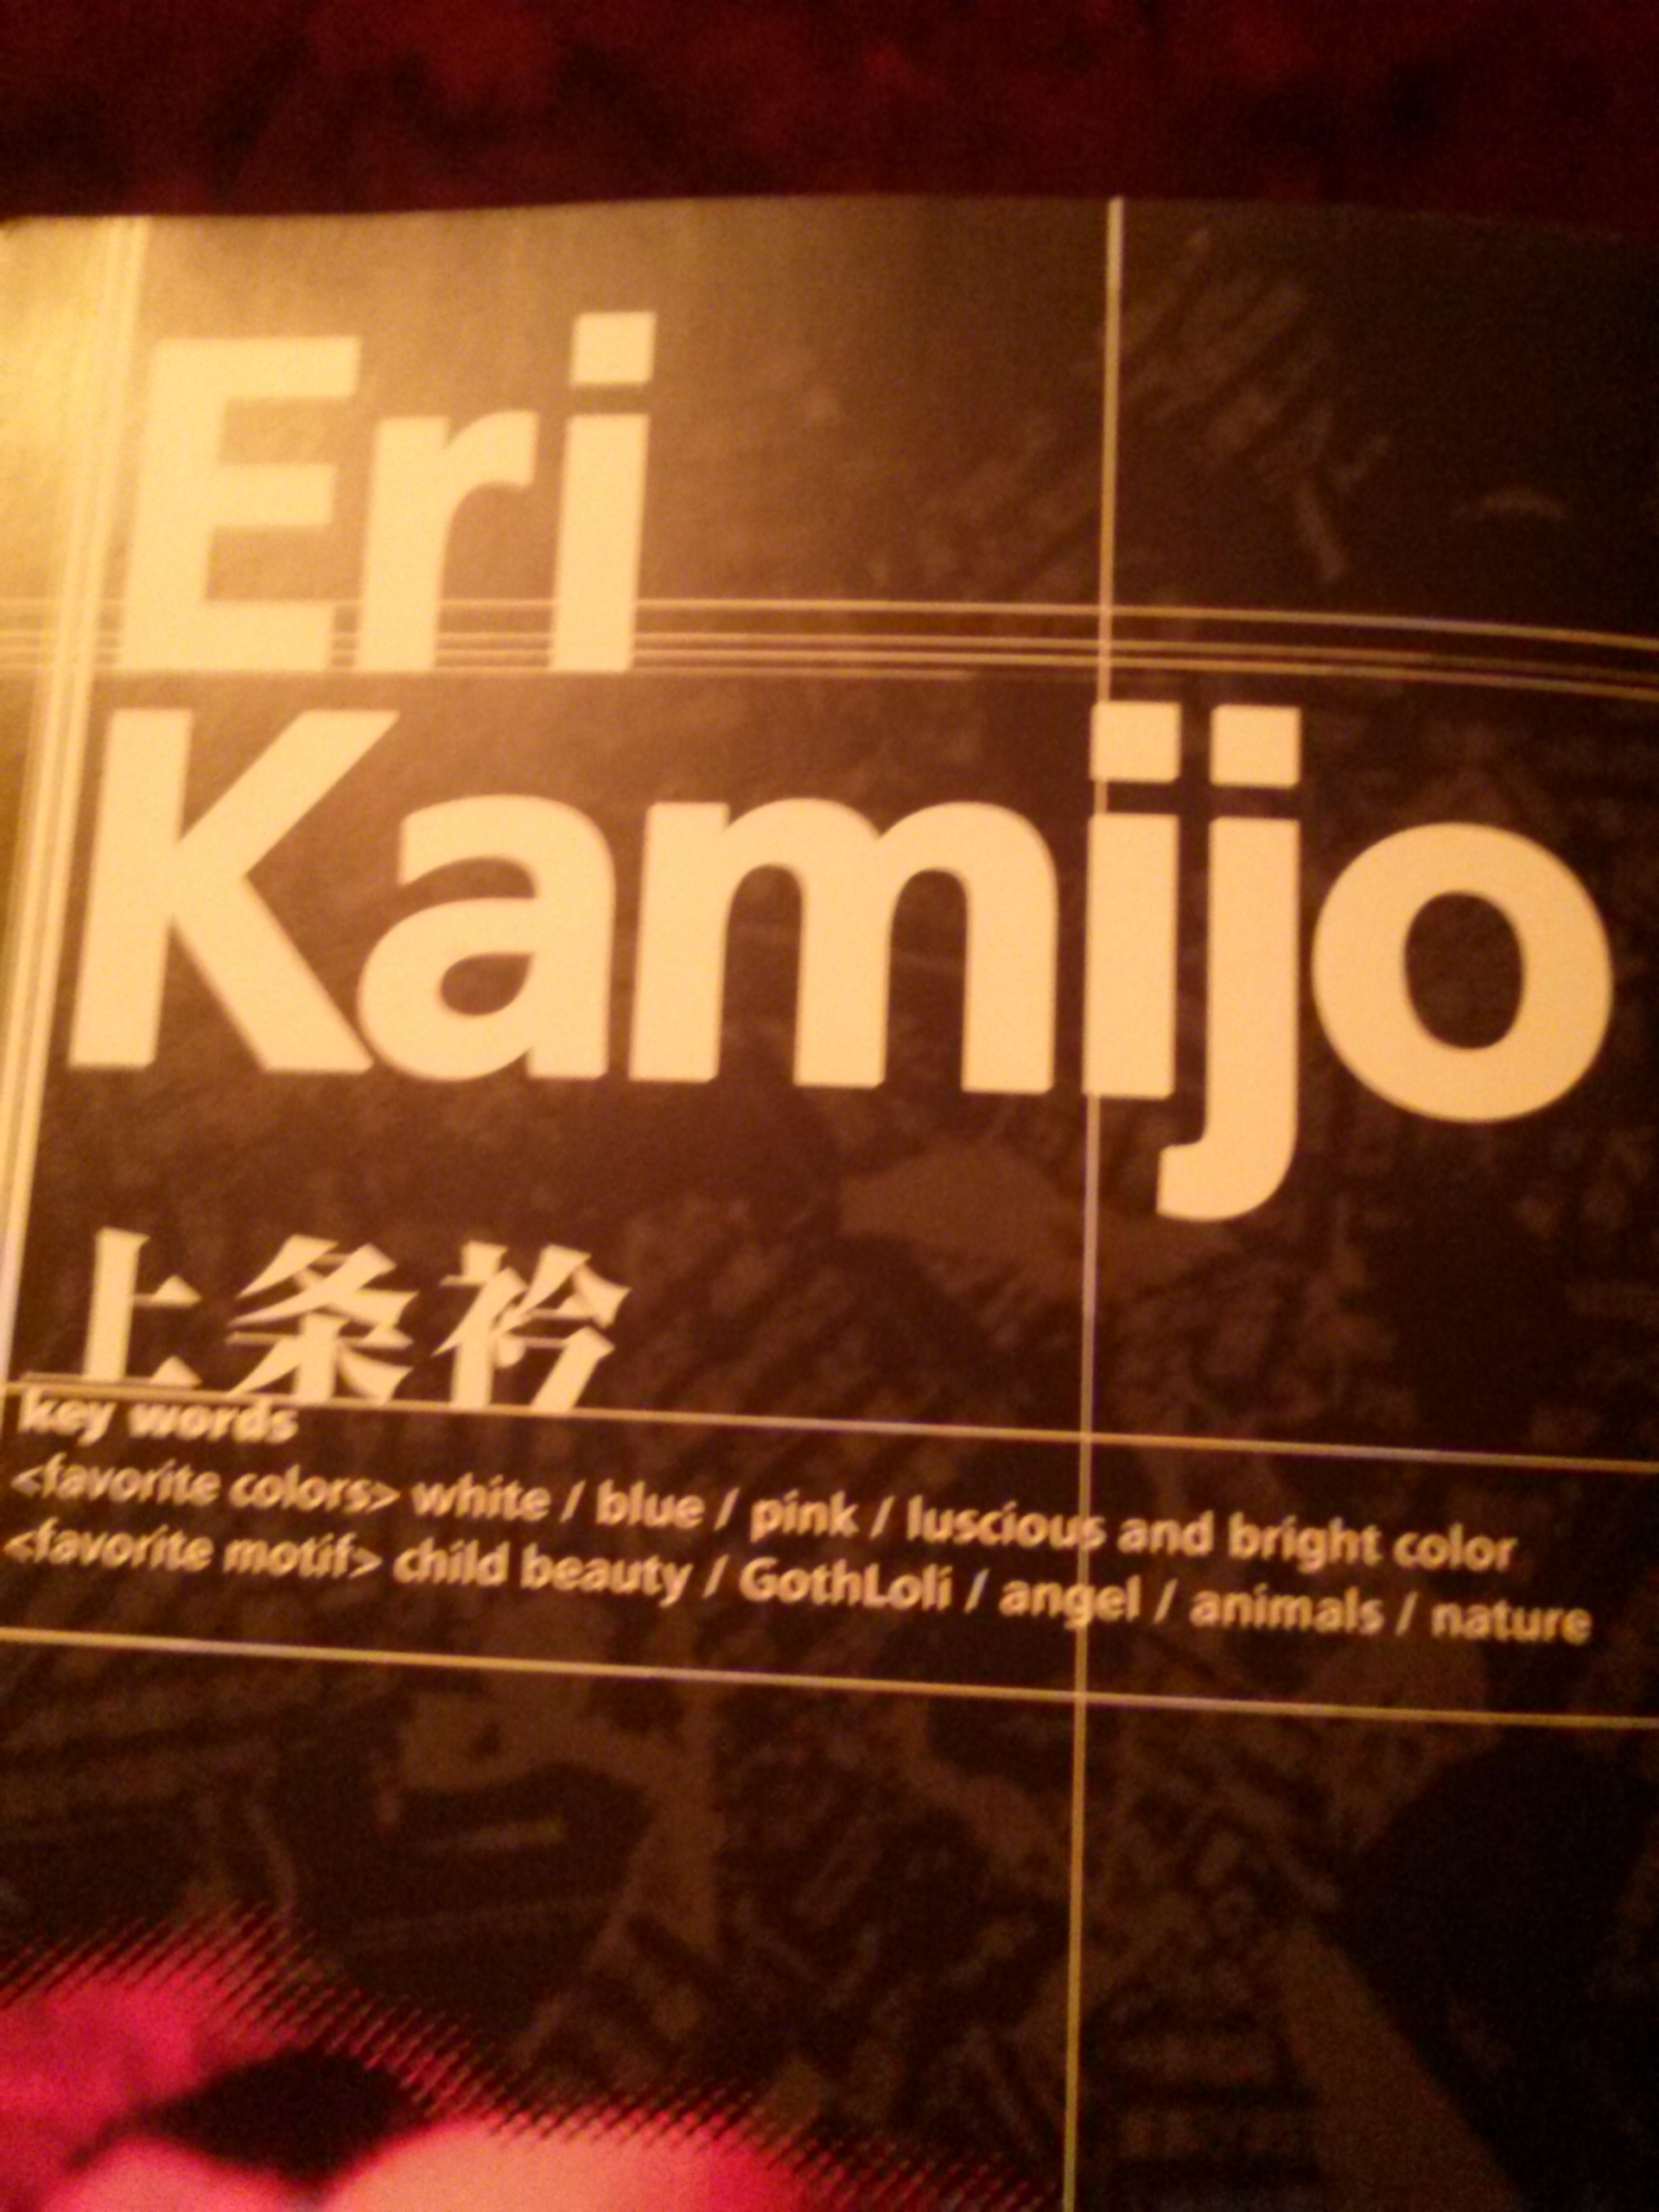 Eri
Kamijo
上条衿
key words
<favorite colors> white / blue / pink / luscious and bright color
<favorite motif> child beauty / GothLoli / angel / animals / nature